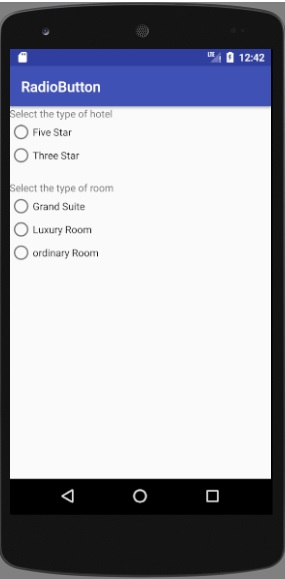 LTE 12:42
RadioButton
Select the type of hotel
Five Star
Three Star
Select the type of room
Grand Suite
Luxury Room
ordinary Room